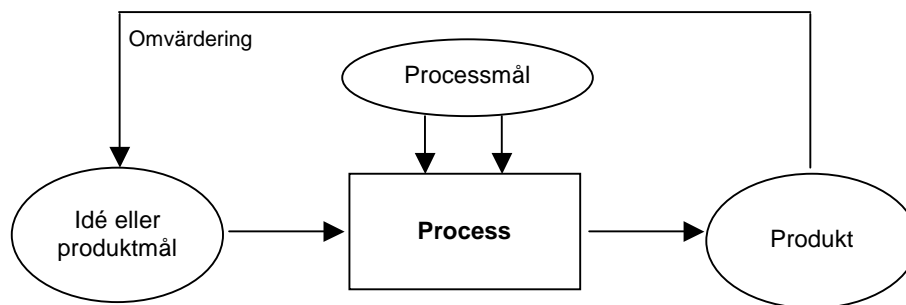 Omvärdering
Processmål
Idé eller
produktmål
Process
Produkt